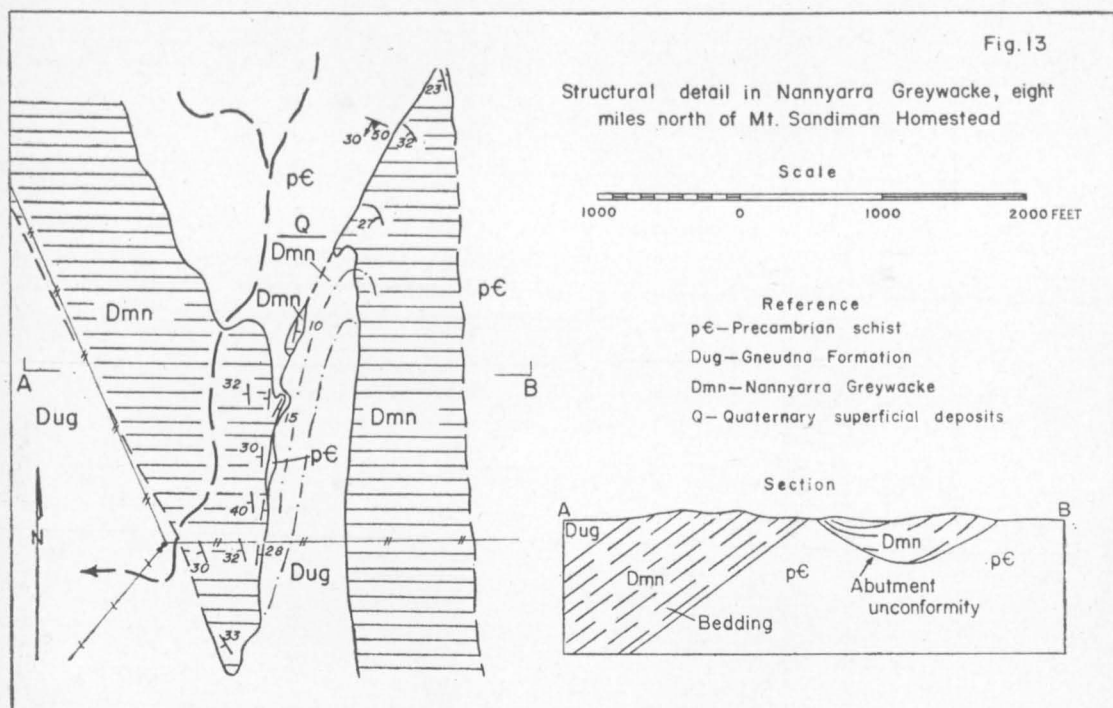 Fig.13
Structural detail in Nannyarra Greywacke, eight
miles north of Mt. Sandiman Homestead
Scale
1000 0 1000 2000 FEET
Reference
p€—Precambrian schist
Dug—Gneudna Formation
Dmn—Nannyarra Greywacke
Q—Quaternary superficial deposits
Section
A B
Dug
Dmn
p€
Dmn
p€
Abutment
unconformity
Bedding
23
30 50 32
p€
Q
27
Dmn
Dmn
Dmn
p€
10
A B
32
Dug
Dmn
15
30
p€
40
N
30 32 28
Dug
33